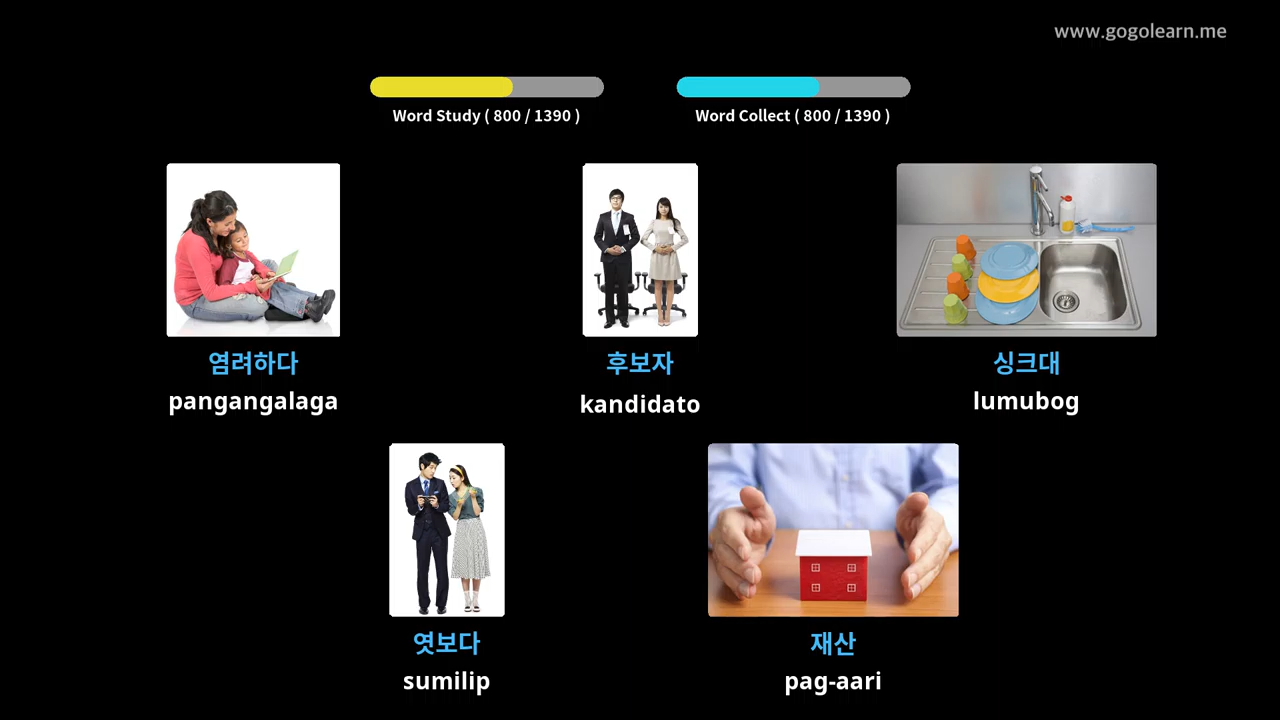 www.gogolearn.me
Word Study ( 800 / 1390 )
Word Collect ( 800 / 1390 )
염려하다
pangangalaga
후보자
kandidato
싱크대
lumubog
엿보다
sumilip
재산
pag-aari